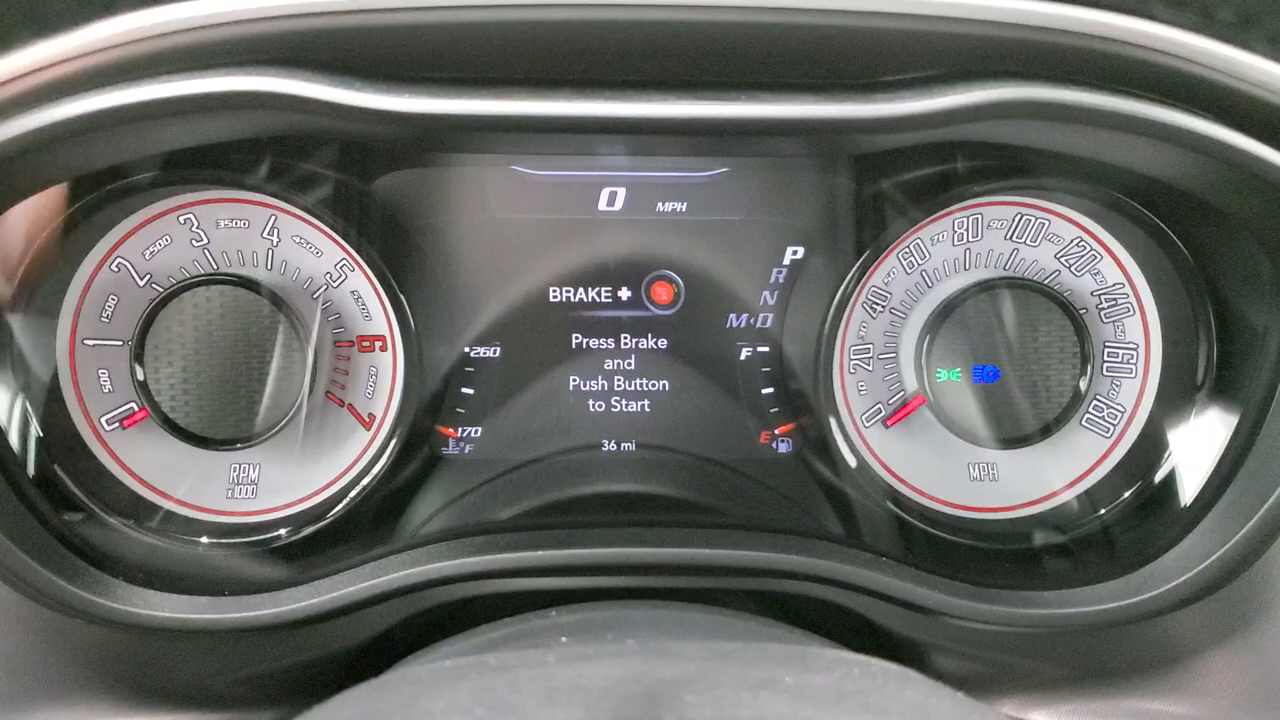 0 MPH
P
R
N
M‹D
BRAKE+
Press Brake
and
Push Button
to Start
36 mi
260
170
°F
F
E
0
500
1
1500
2
2500
3
3500
4
4500
5
5500
6
6500
7
RPM
x1000
0
10
20
30
40
50
60
70
80
90
100
110
120
130
140
150
160
170
180
MPH